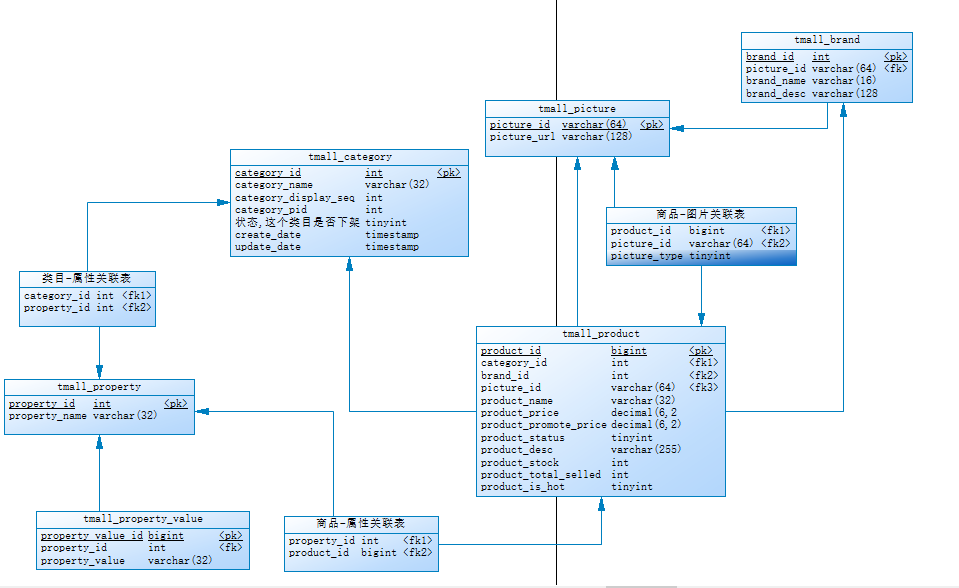 tmall_brand
brand_id int <pk>
picture_id varchar(64) <fk>
brand_name varchar(16)
brand_desc varchar(128
tmall_picture
picture_id varchar(64) <pk>
picture_url varchar(128)
tmall_category
category_id int <pk>
category_name varchar(32)
category_display_seq int
category_pid int
状态,这个类目是否下架 tinyint
create_date timestamp
update_date timestamp
商品-图片关联表
product_id bigint <fk1>
picture_id varchar(64) <fk2>
picture_type tinyint
类目-属性关联表
category_id int <fk1>
property_id int <fk2>
tmall_product
product_id bigint <pk>
category_id int <fk1>
brand_id int <fk2>
picture_id varchar(64) <fk3>
product_name varchar(32)
product_price decimal(6,2
product_promote_price decimal(6,2)
product_status tinyint
product_desc varchar(255)
product_stock int
product_total_selled int
product_is_hot tinyint
tmall_property
property_id int <pk>
property_name varchar(32)
tmall_property_value
property_value_id bigint <pk>
property_id int <fk>
property_value varchar(32)
商品-属性关联表
property_id int <fk1>
product_id bigint <fk2>